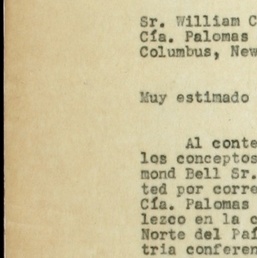 Sr. William C
Cía. Palomas
Columbus, New
Muy estimado
Al conte
los conceptos
mond Bell Sr.
ted por corre
Cía. Palomas
lezco en la c
Norte del Paí
tria conferen